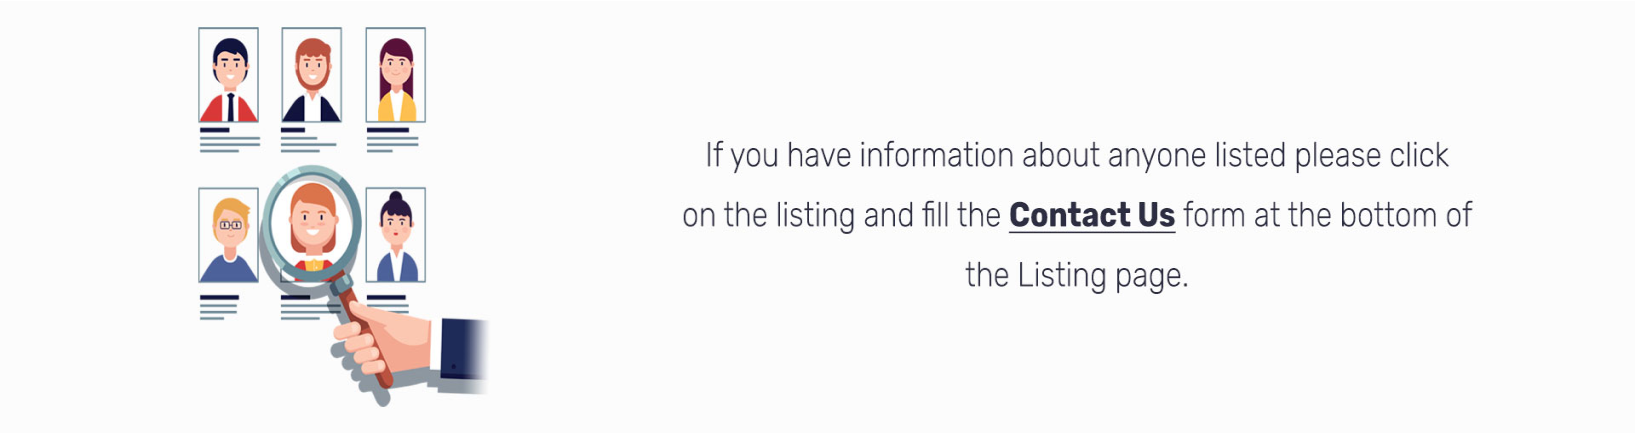 If you have information about anyone listed please click
on the listing and fill the Contact Us form at the bottom of
the Listing page.